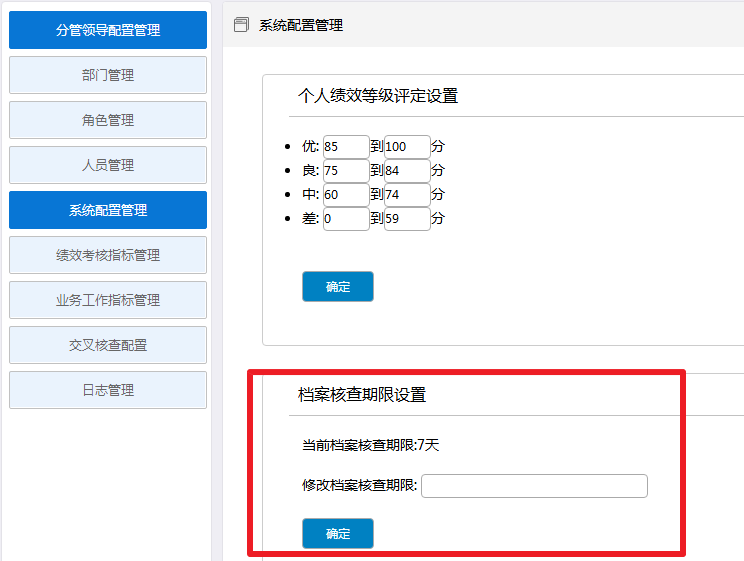 分管领导配置管理
部门管理
角色管理
人员管理
系统配置管理
绩效考核指标管理
业务工作指标管理
交叉核查配置
日志管理
系统配置管理
个人绩效等级评定设置
优: 85 到 100 分
良: 75 到 84 分
中: 60 到 74 分
差: 0 到 59 分
确定
档案核查期限设置
当前档案核查期限:7天
修改档案核查期限:
确定